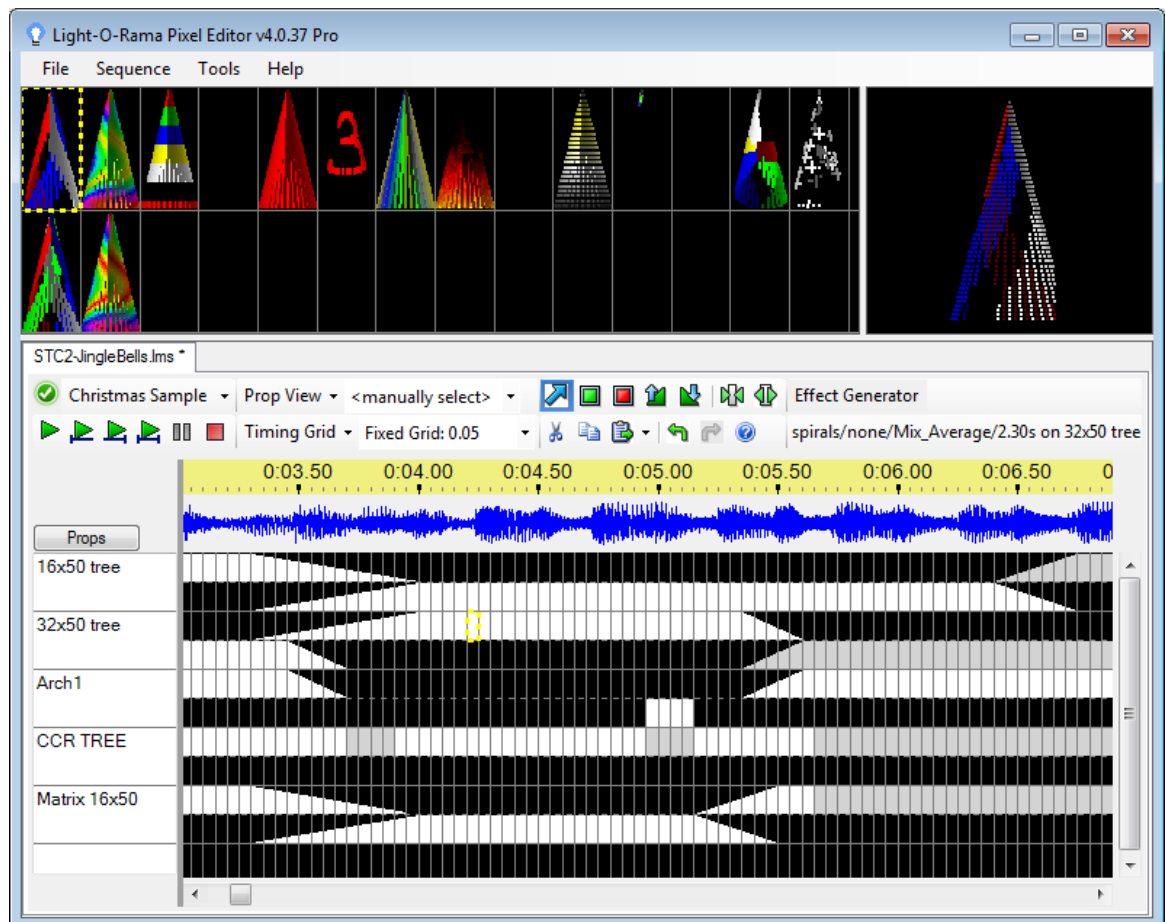 Light-O-Rama Pixel Editor v4.0.37 Pro
File Sequence Tools Help
3
STC2-JingleBells.lms *
Christmas Sample Prop View <manually select> Effect Generator
Timing Grid Fixed Grid: 0.05 spirals/none/Mix_Average/2.30s on 32x50 tree
0:03.50 0:04.00 0:04.50 0:05.00 0:05.50 0:06.00 0:06.50 0
Props
16x50 tree
32x50 tree
Arch1
CCR TREE
Matrix 16x50